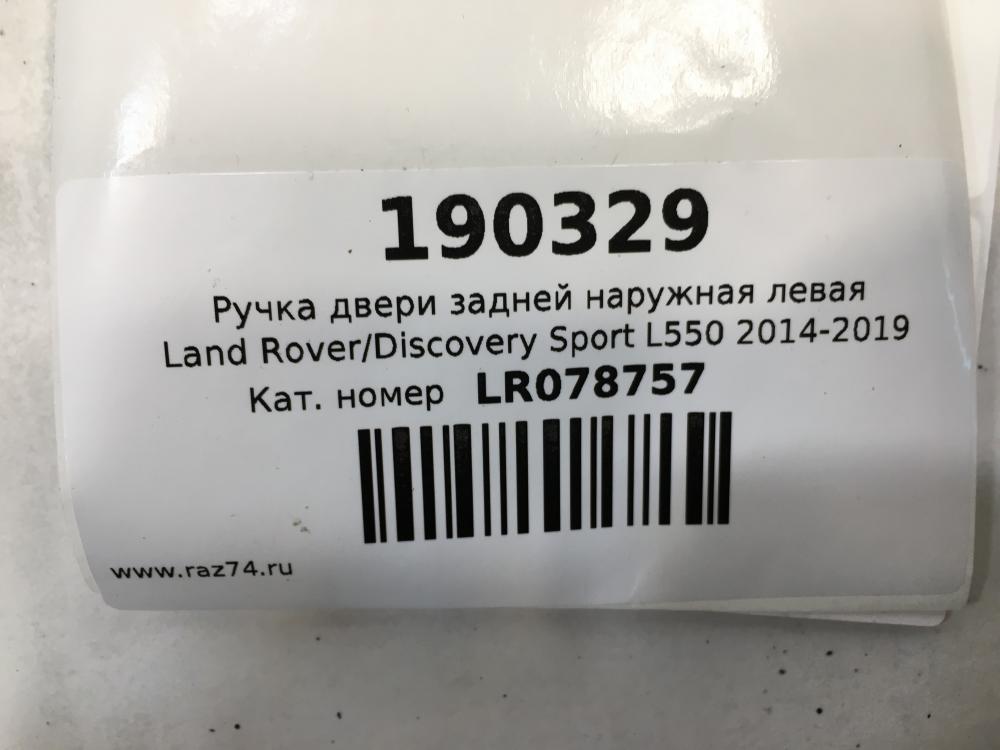 190329
Ручка двери задней наружная левая
Land Rover/Discovery Sport L550 2014-2019
Кат. номер LR078757
www.raz74.ru